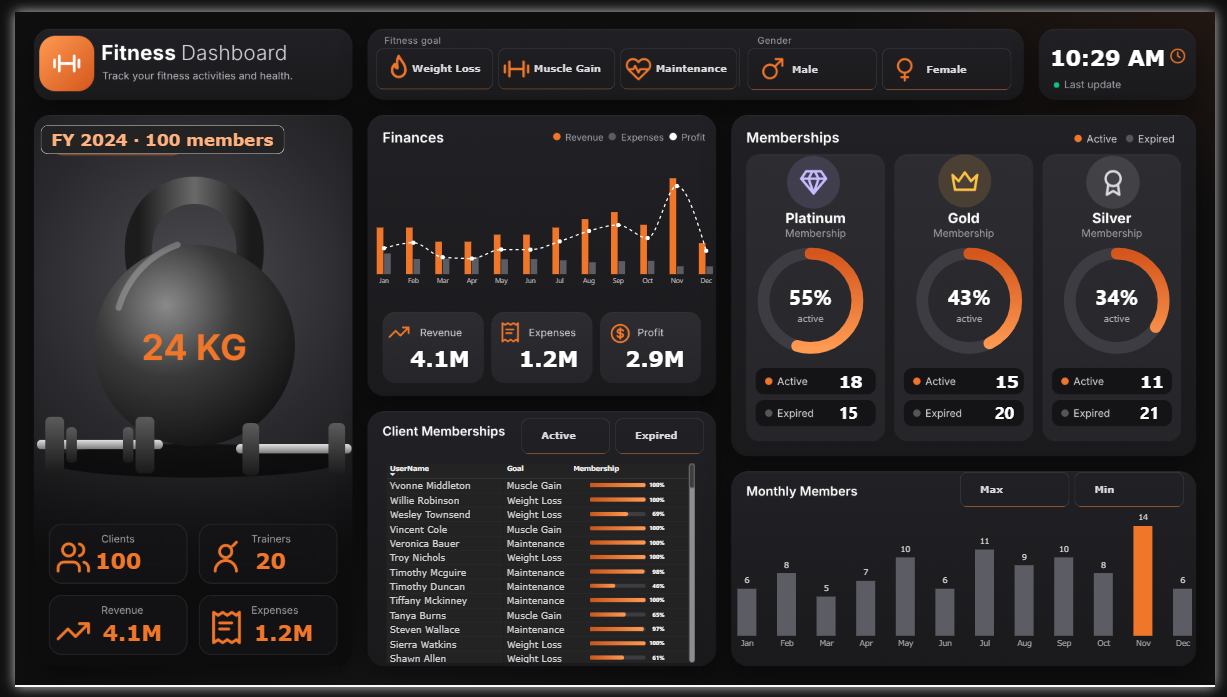 Fitness Dashboard
Track your fitness activities and health.
Fitness goal
Weight Loss
Muscle Gain
Maintenance
Gender
Male
Female
10:29 AM
Last update
FY 2024 · 100 members
24 KG
Clients
100
Trainers
20
Revenue
4.1M
Expenses
1.2M
Finances
Revenue Expenses Profit
Jan Feb Mar Apr May Jun Jul Aug Sep Oct Nov Dec
Revenue
4.1M
Expenses
1.2M
Profit
2.9M
Client Memberships
Active
Expired
UserName Goal Membership
Yvonne Middleton Muscle Gain 100%
Willie Robinson Weight Loss 100%
Wesley Townsend Weight Loss 69%
Vincent Cole Muscle Gain 100%
Veronica Bauer Maintenance 100%
Troy Nichols Weight Loss 100%
Timothy Mcguire Maintenance 98%
Timothy Duncan Maintenance 46%
Tiffany Mckinney Maintenance 100%
Tanya Burns Muscle Gain 65%
Steven Wallace Maintenance 97%
Sierra Watkins Weight Loss 100%
Shawn Allen Weight Loss 61%
Memberships
Active Expired
Platinum
Membership
55%
active
Active 18
Expired 15
Gold
Membership
43%
active
Active 15
Expired 20
Silver
Membership
34%
active
Active 11
Expired 21
Monthly Members
Max
Min
6 8 5 7 10 6 11 9 10 8 14 6
Jan Feb Mar Apr May Jun Jul Aug Sep Oct Nov Dec